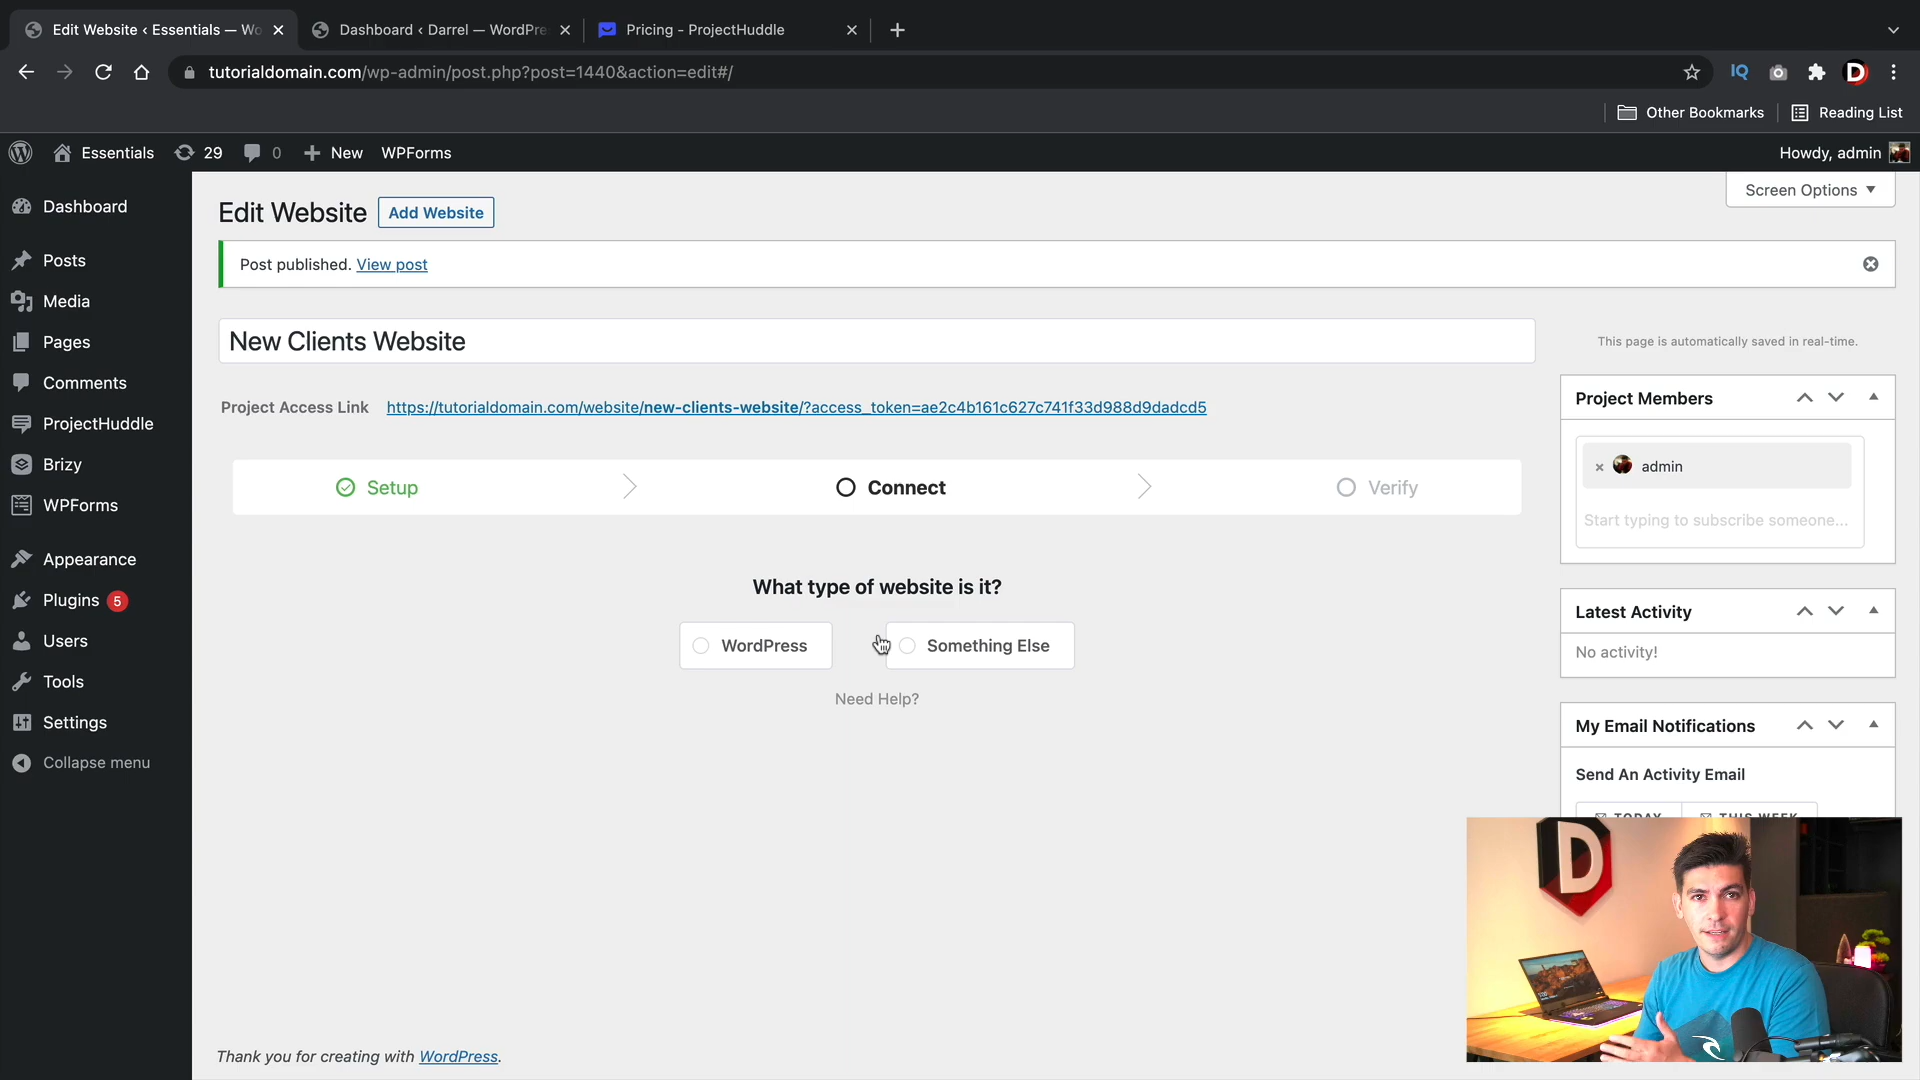 Edit Website ‹ Essentials — Wo
Dashboard ‹ Darrel — WordPre
Pricing - ProjectHuddle
tutorialdomain.com/wp-admin/post.php?post=1440&action=edit#/
IQ
D
Other Bookmarks
Reading List
Essentials
29
0
New
WPForms
Howdy, admin
Dashboard
Posts
Media
Pages
Comments
ProjectHuddle
Brizy
WPForms
Appearance
Plugins 5
Users
Tools
Settings
Collapse menu
Screen Options
Edit Website
Add Website
Post published. View post
New Clients Website
Project Access Link https://tutorialdomain.com/website/new-clients-website/?access_token=ae2c4b161c627c741f33d988d9dadcd5
Setup
Connect
Verify
What type of website is it?
WordPress
Something Else
Need Help?
This page is automatically saved in real-time.
Project Members
× admin
Start typing to subscribe someone...
Latest Activity
No activity!
My Email Notifications
Send An Activity Email
TODAY
THIS WEEK
D
Thank you for creating with WordPress.